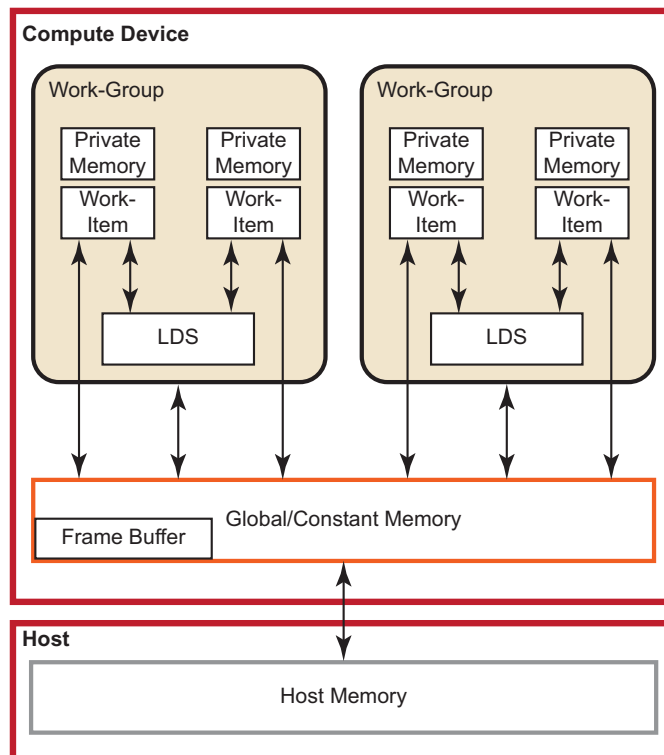 Compute Device
Work-Group
Private
Memory
Work-
Item
Private
Memory
Work-
Item
LDS
Work-Group
Private
Memory
Work-
Item
Private
Memory
Work-
Item
LDS
Global/Constant Memory
Frame Buffer
Host
Host Memory